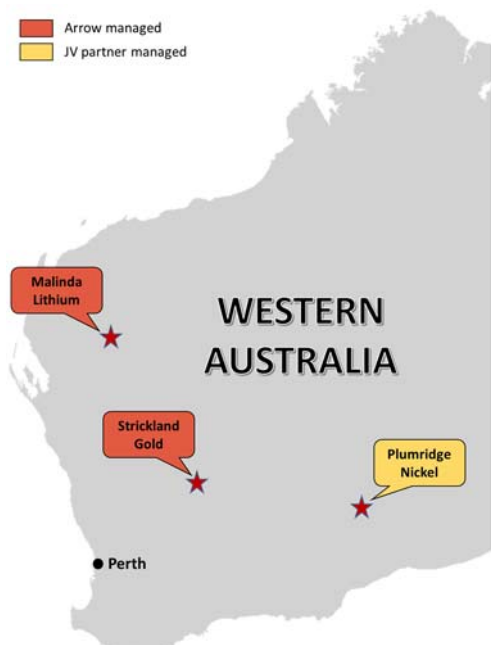 Arrow managed
JV partner managed
Malinda
Lithium
WESTERN
AUSTRALIA
Strickland
Gold
Plumridge
Nickel
Perth